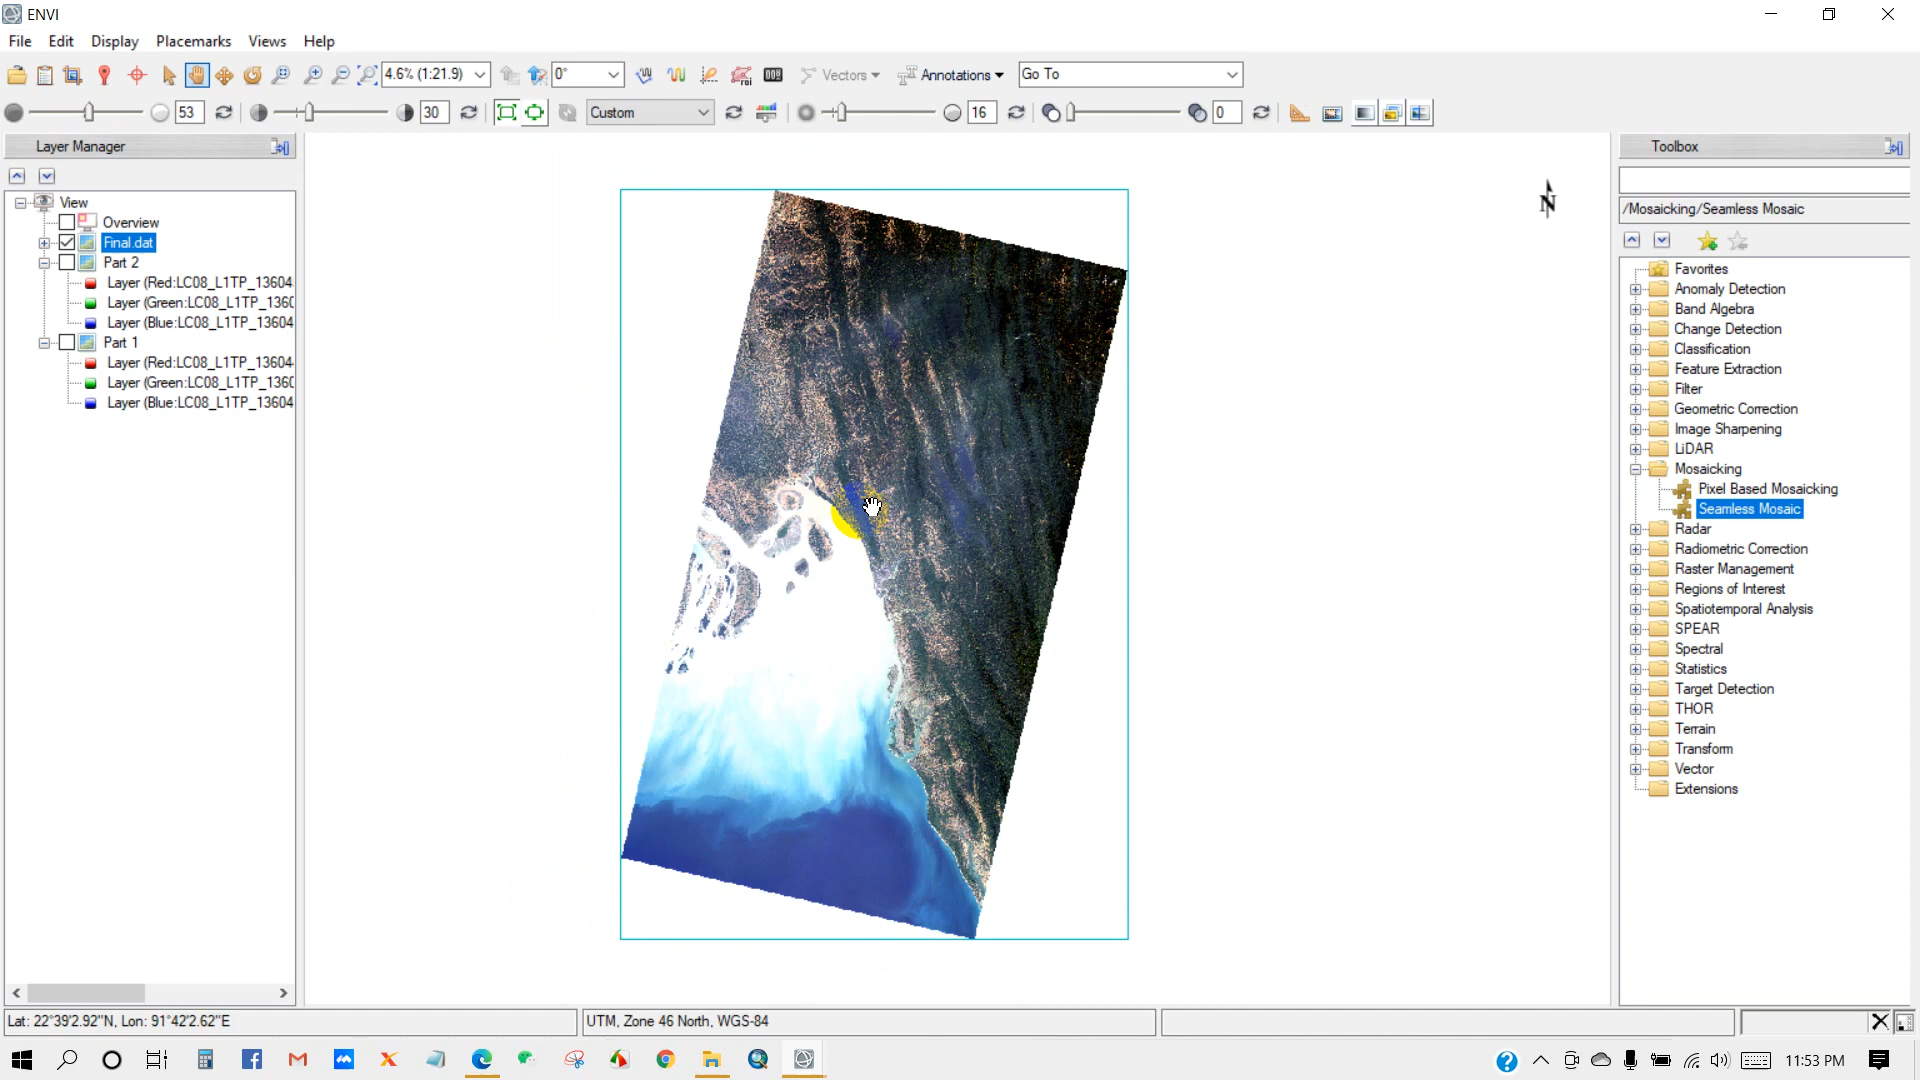 ENVI
File Edit Display Placemarks Views Help
4.6% (1:21.9) 0° Vectors Annotations Go To
53 30 Custom 16 0
Layer Manager
View
Overview
Final.dat
Part 2
Layer (Red:LC08_L1TP_13604
Layer (Green:LC08_L1TP_1360
Layer (Blue:LC08_L1TP_13604
Part 1
Layer (Red:LC08_L1TP_13604
Layer (Green:LC08_L1TP_1360
Layer (Blue:LC08_L1TP_13604
N
Toolbox
/Mosaicking/Seamless Mosaic
Favorites
Anomaly Detection
Band Algebra
Change Detection
Classification
Feature Extraction
Filter
Geometric Correction
Image Sharpening
LiDAR
Mosaicking
Pixel Based Mosaicking
Seamless Mosaic
Radar
Radiometric Correction
Raster Management
Regions of Interest
Spatiotemporal Analysis
SPEAR
Spectral
Statistics
Target Detection
THOR
Terrain
Transform
Vector
Extensions
Lat: 22°39'2.92"N, Lon: 91°42'2.62"E
UTM, Zone 46 North, WGS-84
11:53 PM